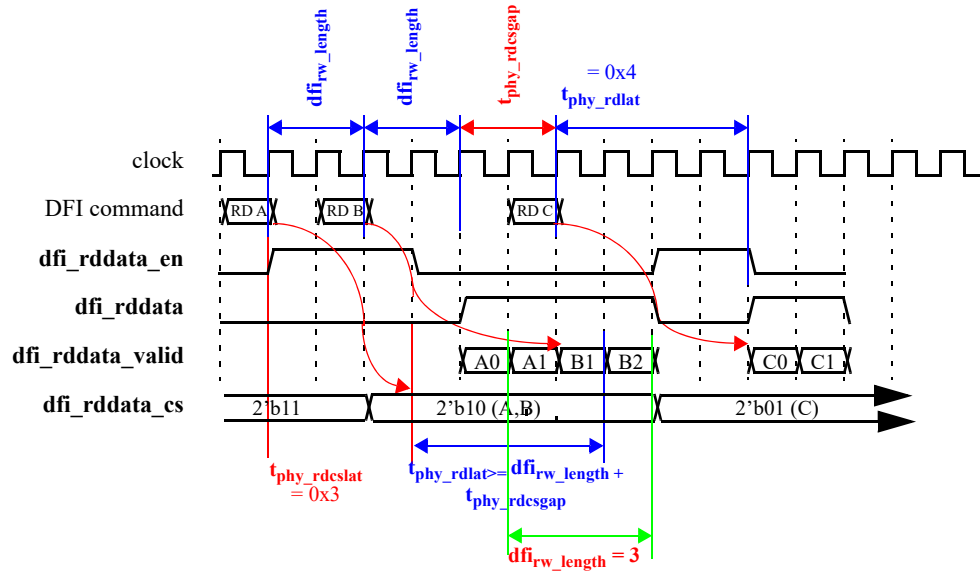 dfirw_length
dfirw_length
tphy_rdcsgap
= 0x4
tphy_rdlat
clock
DFI command
RD A
RD B
RD C
dfi_rddata_en
dfi_rddata
dfi_rddata_valid
A0
A1
B1
B2
C0
C1
dfi_rddata_cs
2'b11
2'b10 (A,B)
2'b01 (C)
tphy_rdcslat
= 0x3
tphy_rdlat>= dfirw_length +
tphy_rdcsgap
dfirw_length = 3